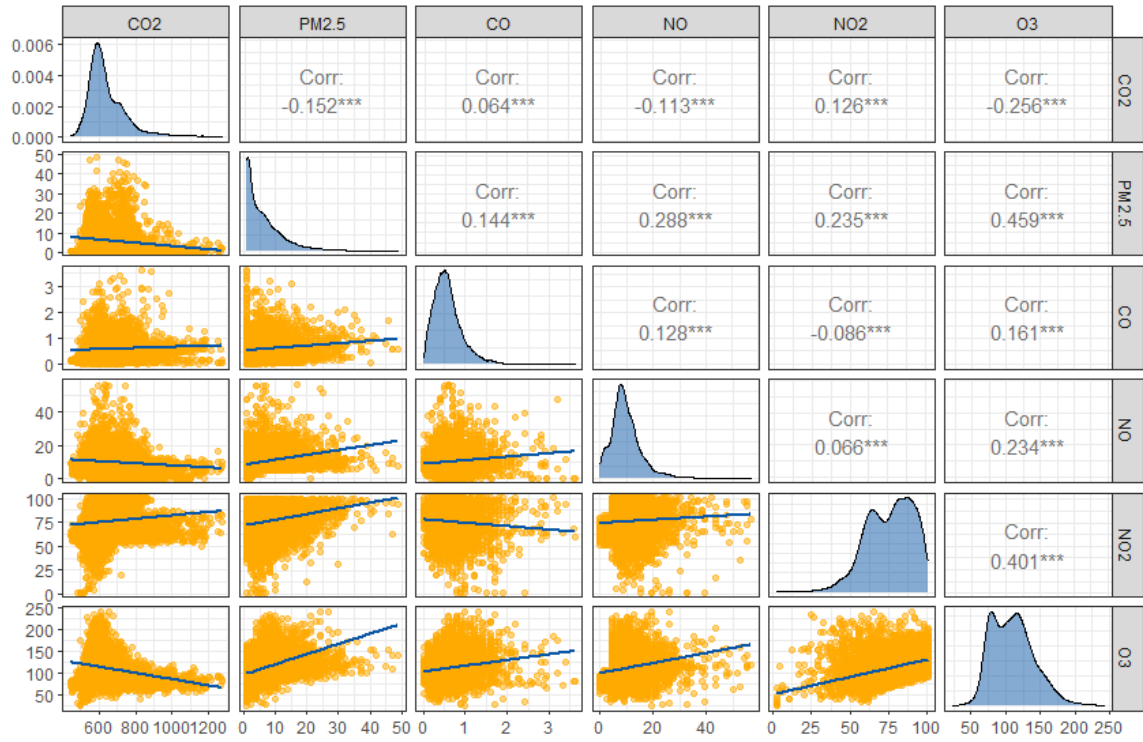 CO2 PM2.5 CO NO NO2 O3
0.006
0.004
0.002
0.000
Corr:
-0.152***
Corr:
0.064***
Corr:
-0.113***
Corr:
0.126***
Corr:
-0.256***
CO2
50
40
30
20
10
0
Corr:
0.144***
Corr:
0.288***
Corr:
0.235***
Corr:
0.459***
PM2.5
3
2
1
0
Corr:
0.128***
Corr:
-0.086***
Corr:
0.161***
CO
40
20
0
Corr:
0.066***
Corr:
0.234***
NO
100
75
50
25
0
Corr:
0.401***
NO2
250
200
150
100
50
O3
600 800 1000 1200 0 10 20 30 40 50 0 1 2 3 0 20 40 0 25 50 75 100 50 100 150 200 250